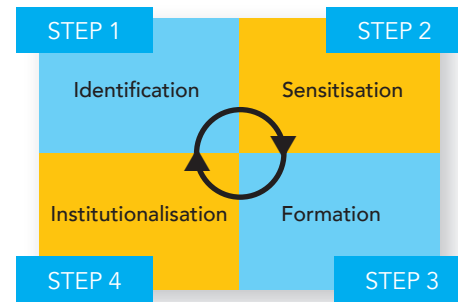 STEP 1
STEP 2
Identification
Sensitisation
Institutionalisation
Formation
STEP 4
STEP 3